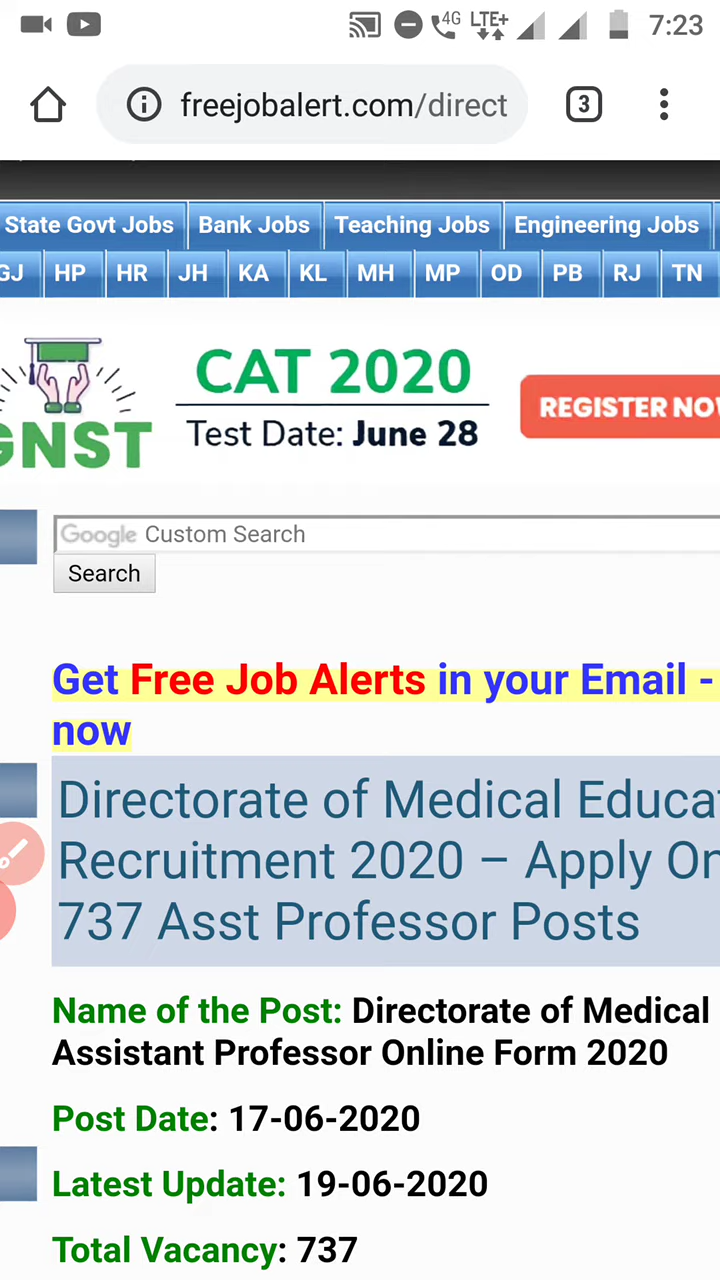 4G LTE+ 7:23
freejobalert.com/direct 3
State Govt Jobs Bank Jobs Teaching Jobs Engineering Jobs
GJ HP HR JH KA KL MH MP OD PB RJ TN
CAT 2020
Test Date: June 28
REGISTER NOW
GNST
Google Custom Search
Search
Get Free Job Alerts in your Email -
now
Directorate of Medical Educat
Recruitment 2020 – Apply On
737 Asst Professor Posts
Name of the Post: Directorate of Medical
Assistant Professor Online Form 2020
Post Date: 17-06-2020
Latest Update: 19-06-2020
Total Vacancy: 737